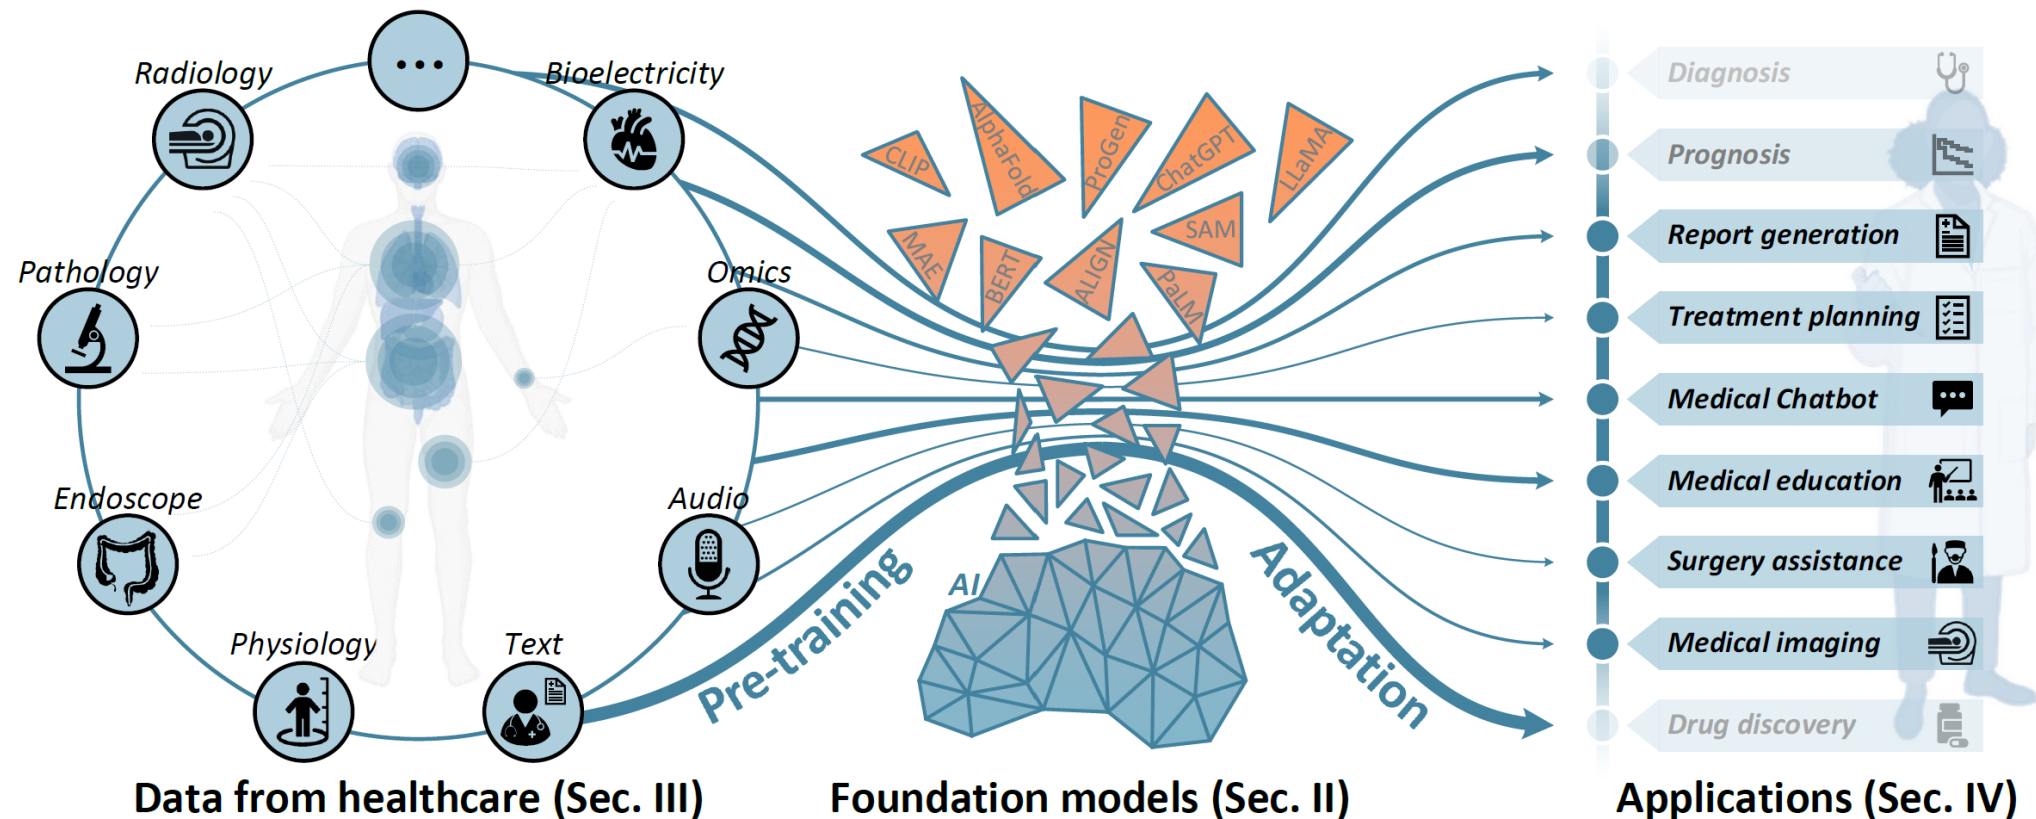 ...
Radiology
Bioelectricity
Pathology
Omics
Endoscope
Audio
Physiology
Text
Data from healthcare (Sec. III)
CLIP
AlphaFold
ProGen
ChatGPT
LLaMA
MAE
BERT
ALIGN
SAM
PaLM
AI
Pre-training
Adaptation
Foundation models (Sec. II)
Diagnosis
Prognosis
Report generation
Treatment planning
Medical Chatbot
Medical education
Surgery assistance
Medical imaging
Drug discovery
Applications (Sec. IV)